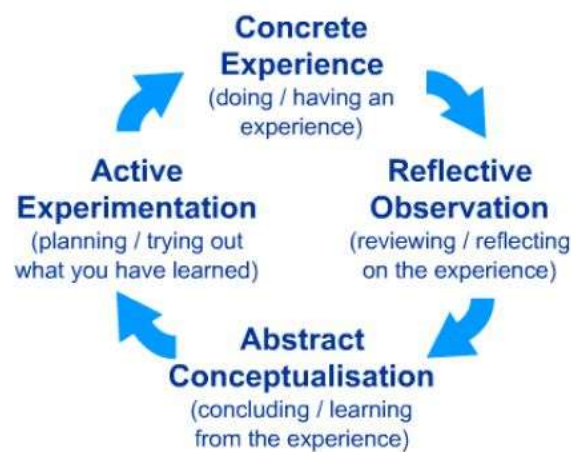 Concrete
Experience
(doing / having an
experience)
Reflective
Observation
(reviewing / reflecting
on the experience)
Abstract
Conceptualisation
(concluding / learning
from the experience)
Active
Experimentation
(planning / trying out
what you have learned)